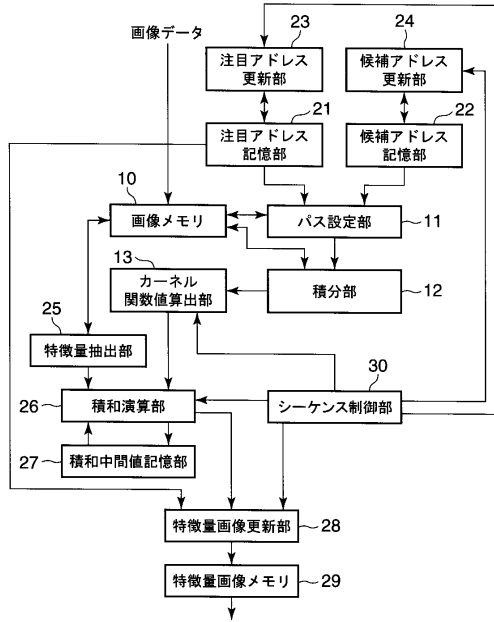 画像データ
23
注目アドレス
更新部
24
候補アドレス
更新部
21
注目アドレス
記憶部
22
候補アドレス
記憶部
10
画像メモリ
パス設定部
11
13
カーネル
関数値算出部
積分部
12
25
特徴量抽出部
30
シーケンス制御部
26
積和演算部
27
積和中間値記憶部
特徴量画像更新部
28
特徴量画像メモリ
29